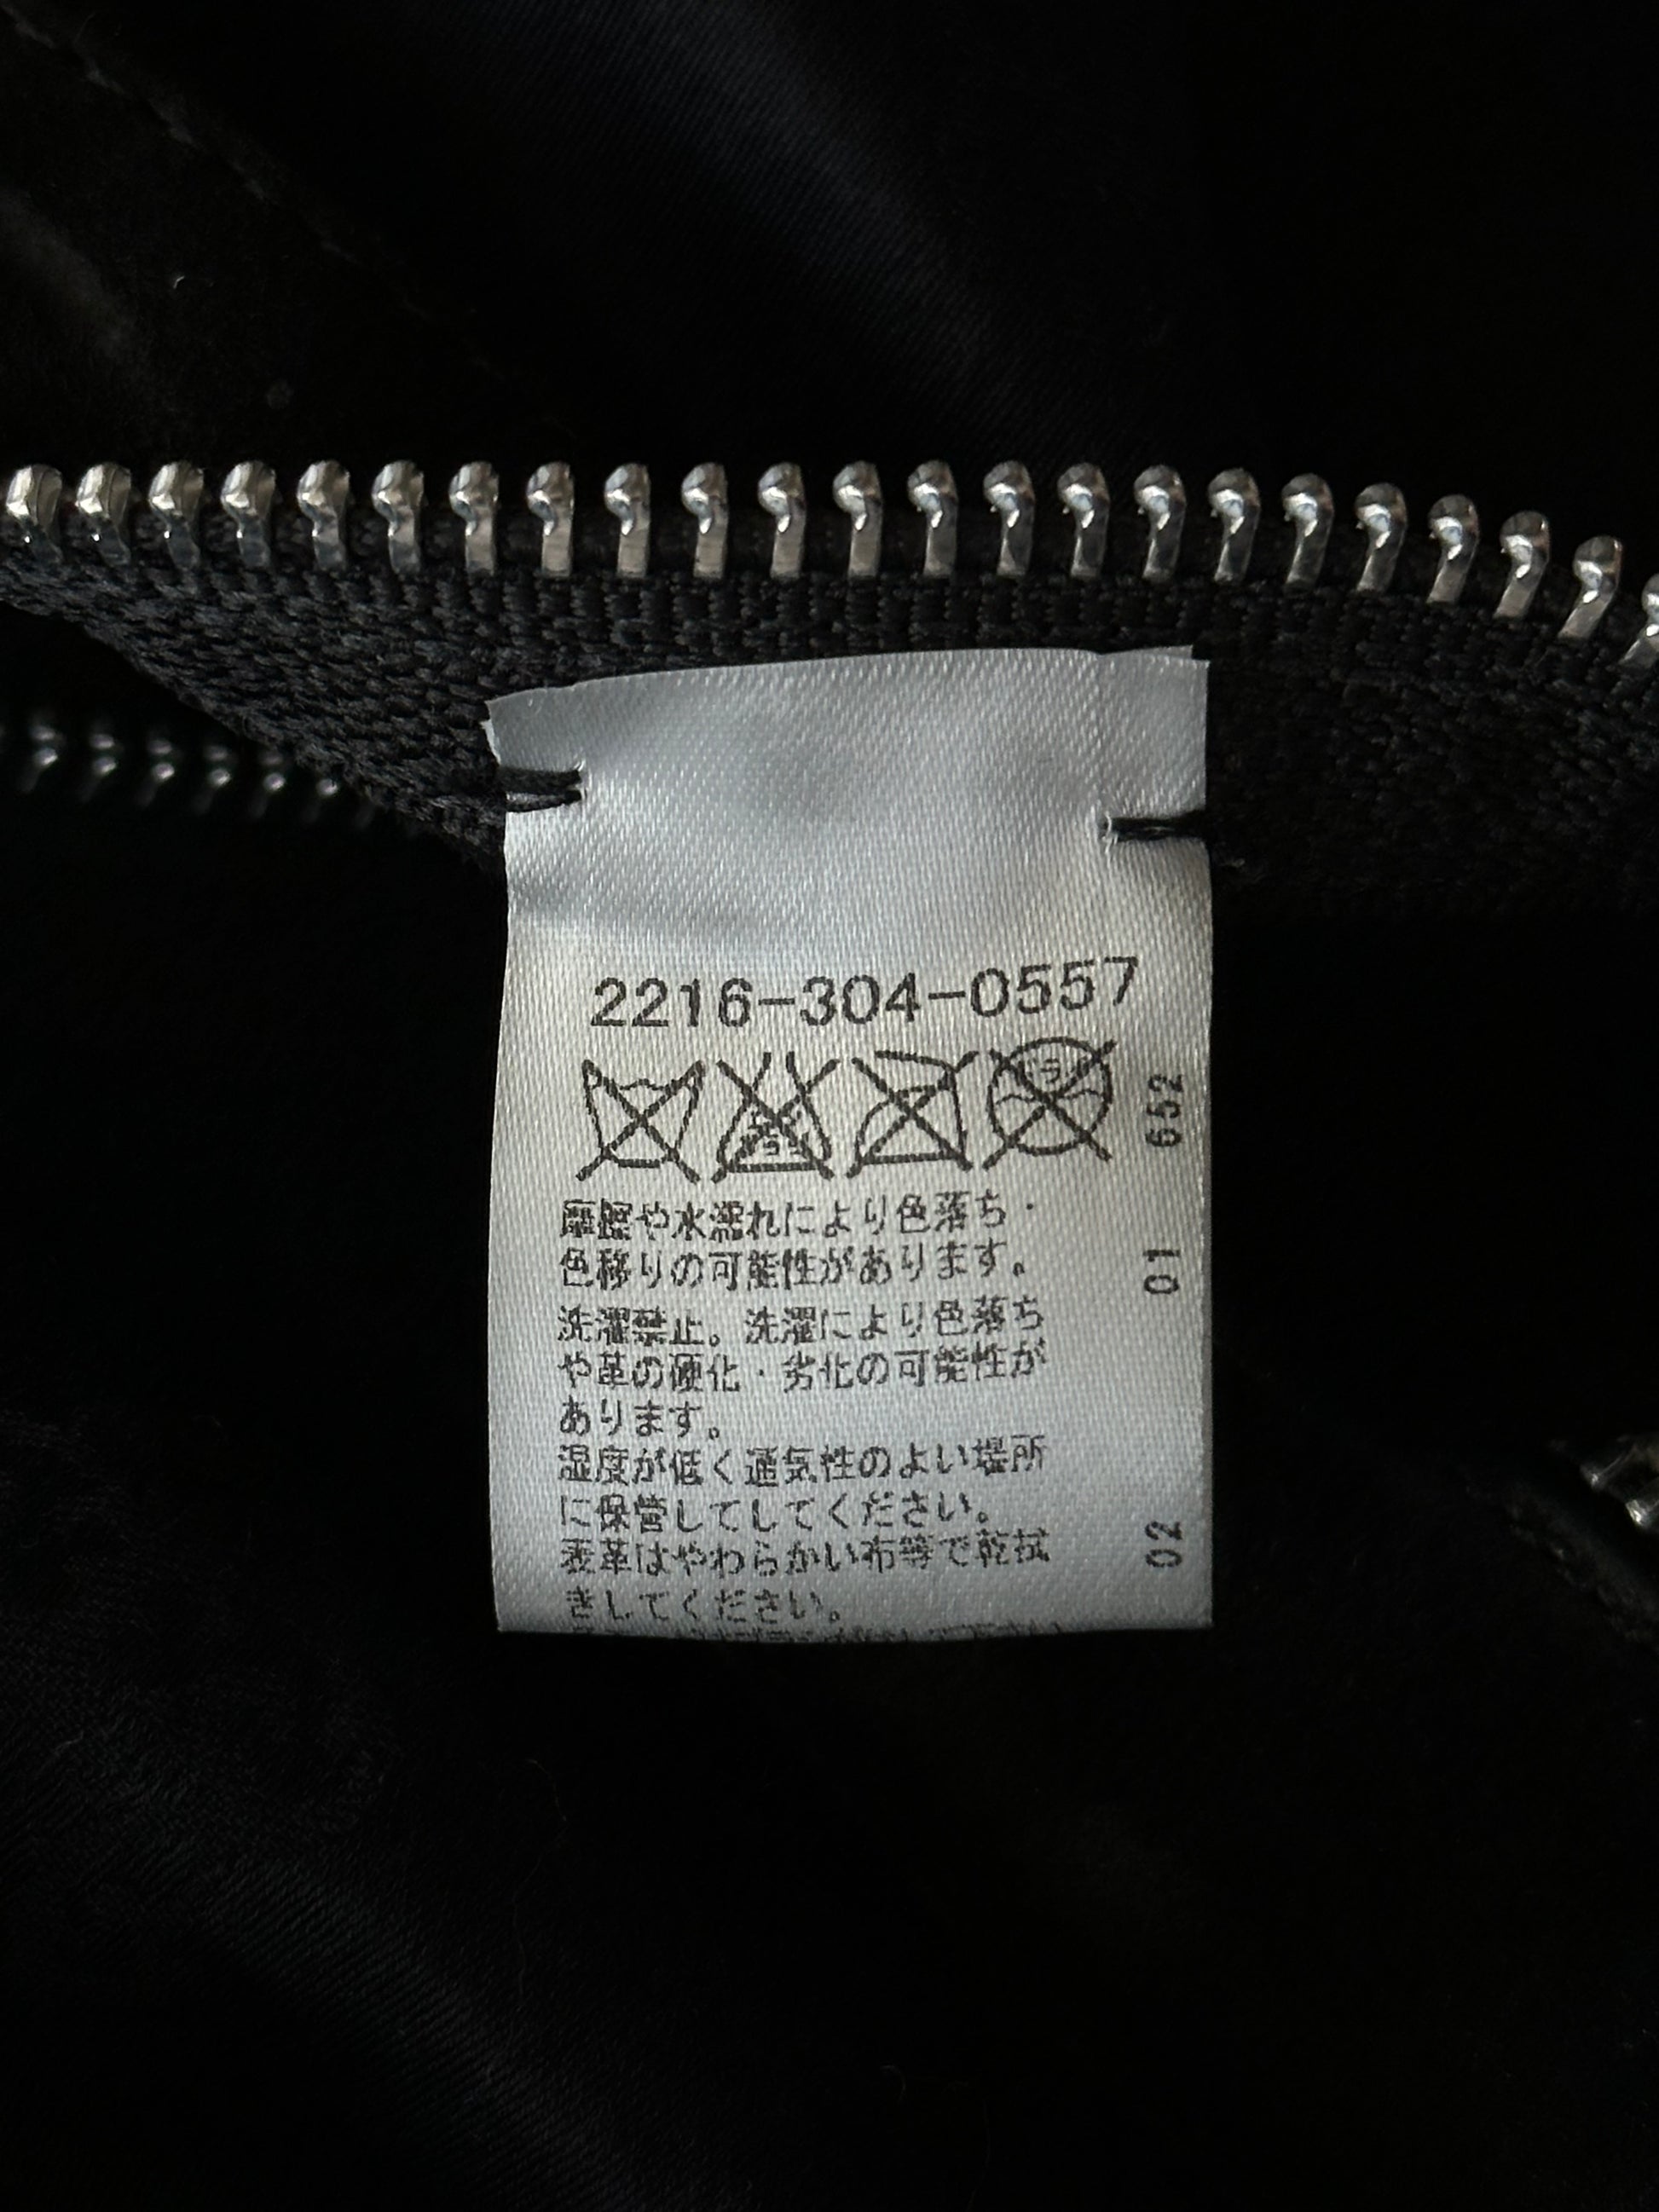 2216-304-0557
摩擦や水濡れにより色落ち・
色移りの可能性があります。
洗濯禁止。洗濯により色落ち
や革の硬化・劣化の可能性が
あります。
湿度が低く通気性のよい場所
に保管してしてください。
表革はやわらかい布等で乾拭
きしてください。
652
01
02